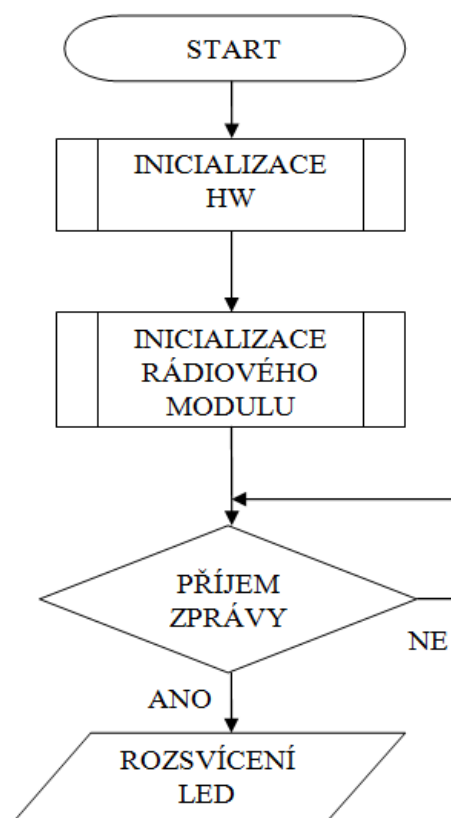 START
INICIALIZACE
HW
INICIALIZACE
RÁDIOVÉHO
MODULU
PŘÍJEM
ZPRÁVY
NE
ANO
ROZSVÍCENÍ
LED